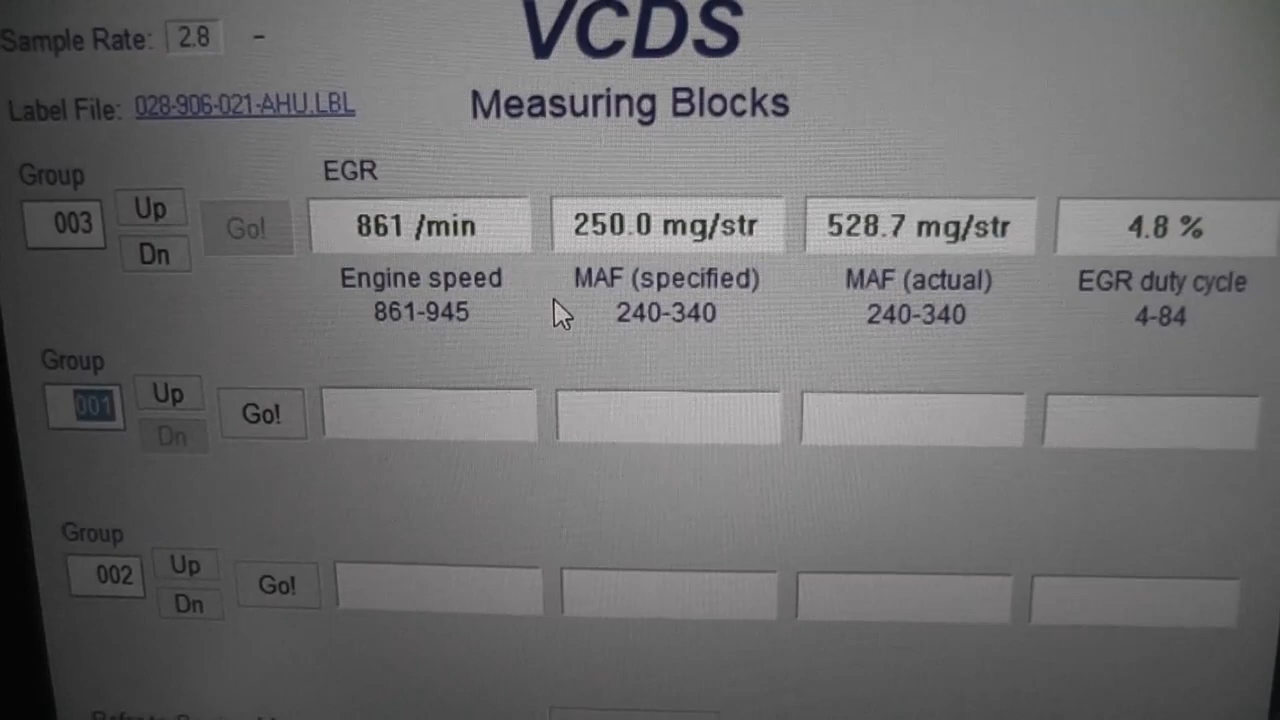 VCDS
Sample Rate: 2.8 -
Label File: 028-906-021-AHU.LBL
Measuring Blocks
Group
EGR
003
Up
Dn
Go!
861 /min
250.0 mg/str
528.7 mg/str
4.8 %
Engine speed
MAF (specified)
MAF (actual)
EGR duty cycle
861-945
240-340
240-340
4-84
Group
001
Up
Dn
Go!
Group
002
Up
Dn
Go!